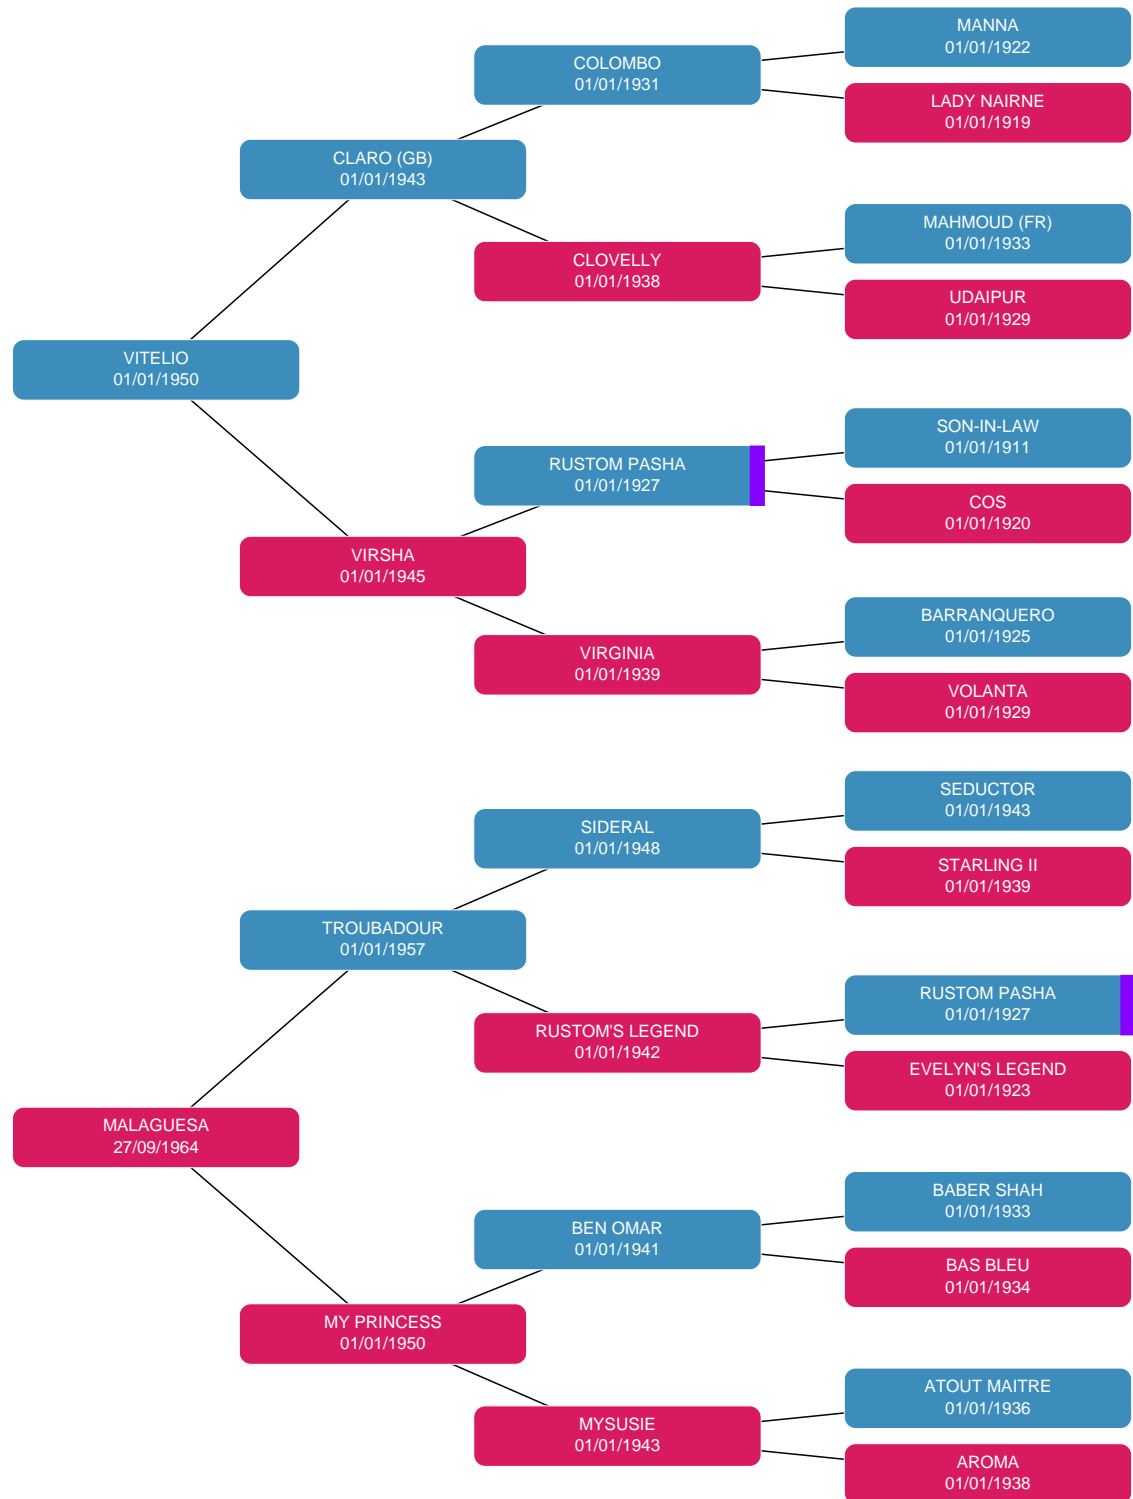 MANNA
01/01/1922
COLOMBO
01/01/1931
LADY NAIRNE
01/01/1919
CLARO (GB)
01/01/1943
MAHMOUD (FR)
01/01/1933
CLOVELLY
01/01/1938
UDAIPUR
01/01/1929
VITELIO
01/01/1950
SON-IN-LAW
01/01/1911
RUSTOM PASHA
01/01/1927
COS
01/01/1920
VIRSHA
01/01/1945
BARRANQUERO
01/01/1925
VIRGINIA
01/01/1939
VOLANTA
01/01/1929
SEDUCTOR
01/01/1943
SIDERAL
01/01/1948
STARLING II
01/01/1939
TROUBADOUR
01/01/1957
RUSTOM PASHA
01/01/1927
RUSTOM'S LEGEND
01/01/1942
EVELYN'S LEGEND
01/01/1923
MALAGUESA
27/09/1964
BABER SHAH
01/01/1933
BEN OMAR
01/01/1941
BAS BLEU
01/01/1934
MY PRINCESS
01/01/1950
ATOUT MAITRE
01/01/1936
MYSUSIE
01/01/1943
AROMA
01/01/1938